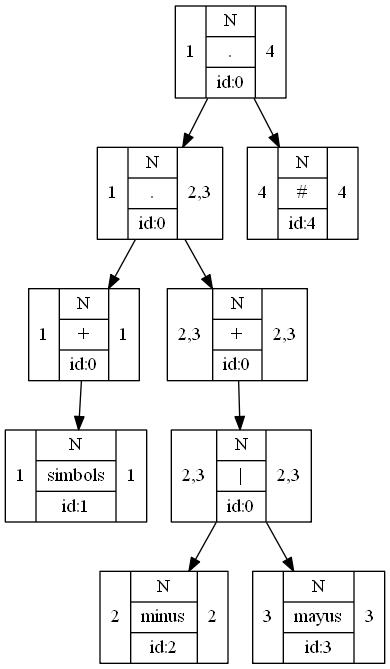 N
1 . 4
id:0
N
1 . 2,3
id:0
N
4 # 4
id:4
N
1 + 1
id:0
N
2,3 + 2,3
id:0
N
1 simbols 1
id:1
N
2,3 | 2,3
id:0
N
2 minus 2
id:2
N
3 mayus 3
id:3